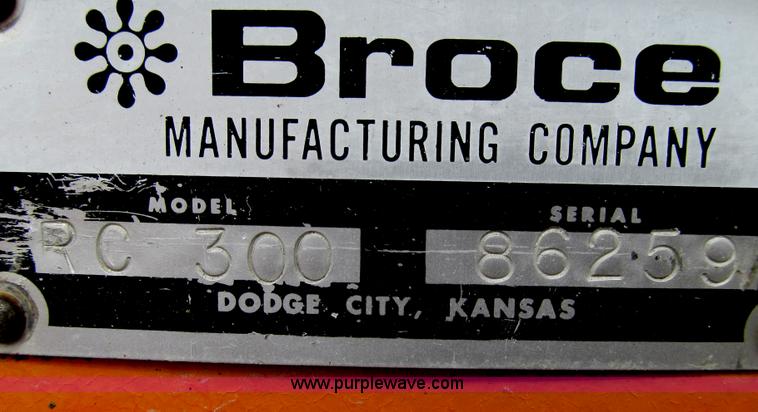 Broce
MANUFACTURING COMPANY
MODEL SERIAL
RC 300 86259
DODGE CITY, KANSAS
www.purplewave.com